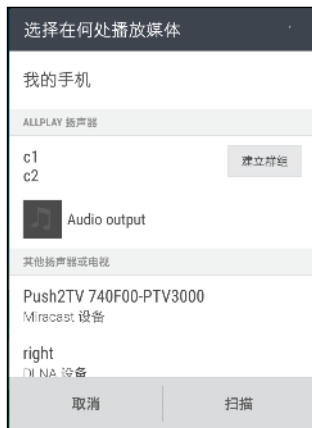 选择在何处播放媒体
我的手机
ALLPLAY 扬声器
c1
c2
建立群组
Audio output
其他扬声器或电视
Push2TV 740F00-PTV3000
Miracast 设备
right
DLNA 设备
取消
扫描